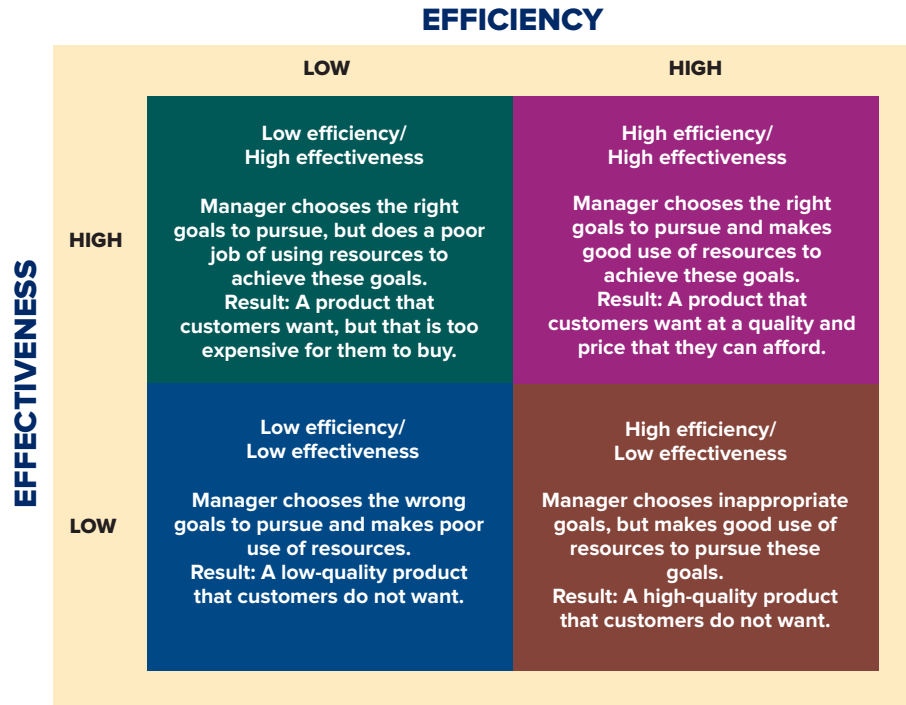 EFFICIENCY
LOW
HIGH
EFFECTIVENESS
HIGH
Low efficiency/
High effectiveness
Manager chooses the right
goals to pursue, but does a poor
job of using resources to
achieve these goals.
Result: A product that
customers want, but that is too
expensive for them to buy.
High efficiency/
High effectiveness
Manager chooses the right
goals to pursue and makes
good use of resources to
achieve these goals.
Result: A product that
customers want at a quality and
price that they can afford.
LOW
Low efficiency/
Low effectiveness
Manager chooses the wrong
goals to pursue and makes poor
use of resources.
Result: A low-quality product
that customers do not want.
High efficiency/
Low effectiveness
Manager chooses inappropriate
goals, but makes good use of
resources to pursue these
goals.
Result: A high-quality product
that customers do not want.